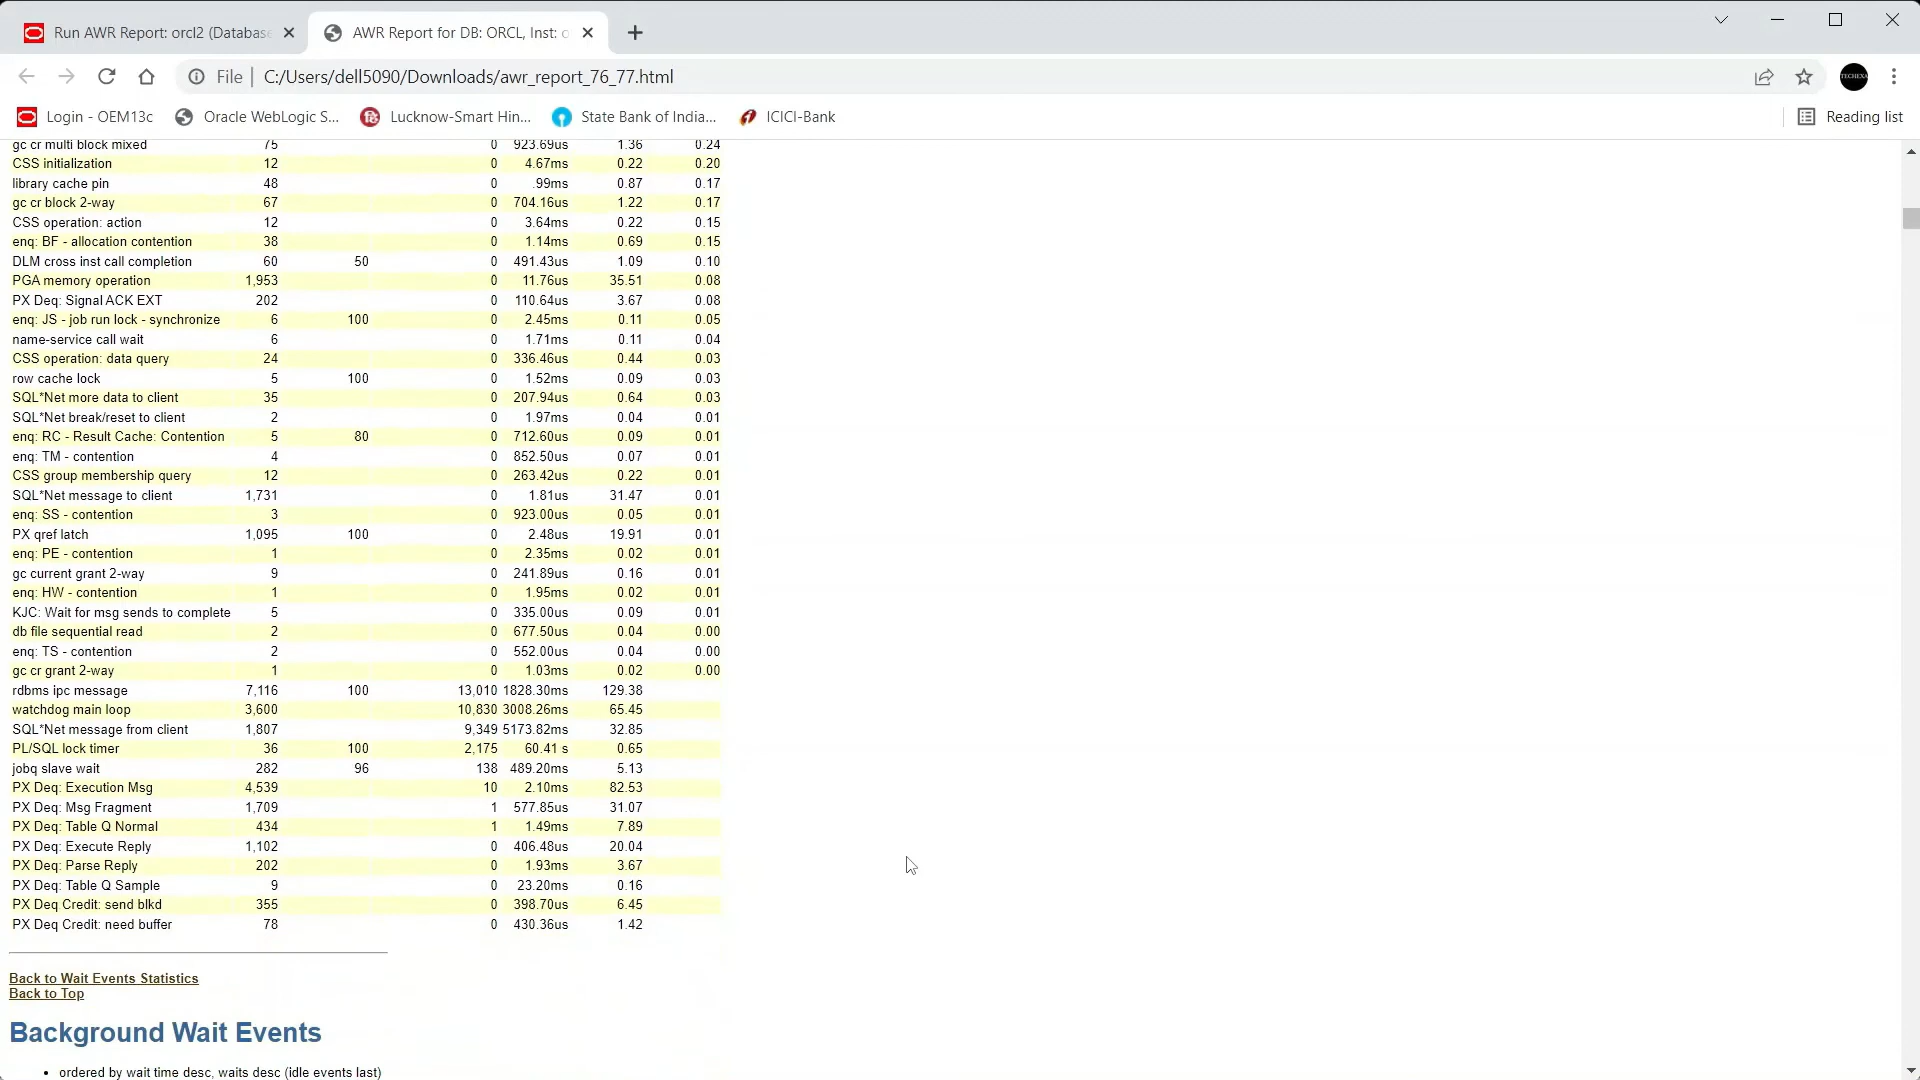 Run AWR Report: orcl2 (Database
AWR Report for DB: ORCL, Inst: o
File C:/Users/dell5090/Downloads/awr_report_76_77.html
TECHEXA
Login - OEM13c Oracle WebLogic S... Lucknow-Smart Hin... State Bank of India... ICICI-Bank Reading list
gc cr multi block mixed 75 0 923.69us 1.36 0.24
CSS initialization 12 0 4.67ms 0.22 0.20
library cache pin 48 0 .99ms 0.87 0.17
gc cr block 2-way 67 0 704.16us 1.22 0.17
CSS operation: action 12 0 3.64ms 0.22 0.15
enq: BF - allocation contention 38 0 1.14ms 0.69 0.15
DLM cross inst call completion 60 50 0 491.43us 1.09 0.10
PGA memory operation 1,953 0 11.76us 35.51 0.08
PX Deq: Signal ACK EXT 202 0 110.64us 3.67 0.08
enq: JS - job run lock - synchronize 6 100 0 2.45ms 0.11 0.05
name-service call wait 6 0 1.71ms 0.11 0.04
CSS operation: data query 24 0 336.46us 0.44 0.03
row cache lock 5 100 0 1.52ms 0.09 0.03
SQL*Net more data to client 35 0 207.94us 0.64 0.03
SQL*Net break/reset to client 2 0 1.97ms 0.04 0.01
enq: RC - Result Cache: Contention 5 80 0 712.60us 0.09 0.01
enq: TM - contention 4 0 852.50us 0.07 0.01
CSS group membership query 12 0 263.42us 0.22 0.01
SQL*Net message to client 1,731 0 1.81us 31.47 0.01
enq: SS - contention 3 0 923.00us 0.05 0.01
PX qref latch 1,095 100 0 2.48us 19.91 0.01
enq: PE - contention 1 0 2.35ms 0.02 0.01
gc current grant 2-way 9 0 241.89us 0.16 0.01
enq: HW - contention 1 0 1.95ms 0.02 0.01
KJC: Wait for msg sends to complete 5 0 335.00us 0.09 0.01
db file sequential read 2 0 677.50us 0.04 0.00
enq: TS - contention 2 0 552.00us 0.04 0.00
gc cr grant 2-way 1 0 1.03ms 0.02 0.00
rdbms ipc message 7,116 100 13,010 1828.30ms 129.38
watchdog main loop 3,600 10,830 3008.26ms 65.45
SQL*Net message from client 1,807 9,349 5173.82ms 32.85
PL/SQL lock timer 36 100 2,175 60.41 s 0.65
jobq slave wait 282 96 138 489.20ms 5.13
PX Deq: Execution Msg 4,539 10 2.10ms 82.53
PX Deq: Msg Fragment 1,709 1 577.85us 31.07
PX Deq: Table Q Normal 434 1 1.49ms 7.89
PX Deq: Execute Reply 1,102 0 406.48us 20.04
PX Deq: Parse Reply 202 0 1.93ms 3.67
PX Deq: Table Q Sample 9 0 23.20ms 0.16
PX Deq Credit: send blkd 355 0 398.70us 6.45
PX Deq Credit: need buffer 78 0 430.36us 1.42
Back to Wait Events Statistics
Back to Top
Background Wait Events
• ordered by wait time desc, waits desc (idle events last)